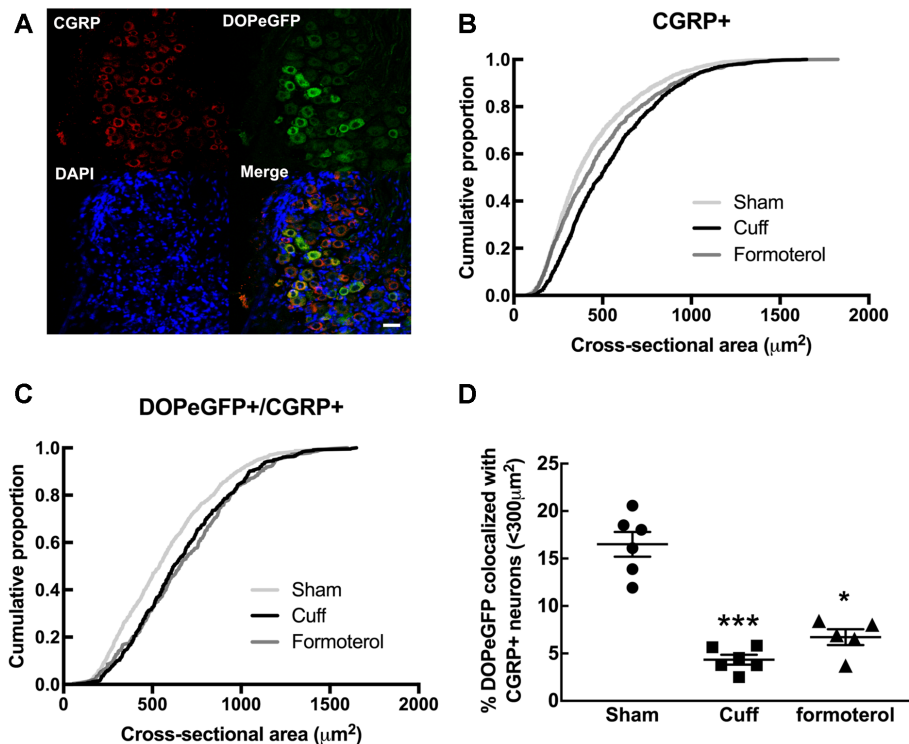 A
CGRP
DOPeGFP
DAPI
Merge
B
CGRP+
Cumulative proportion
1.0
0.8
0.6
0.4
0.2
0.0
Sham
Cuff
Formoterol
0
500
1000
1500
2000
Cross-sectional area (μm²)
C
DOPeGFP+/CGRP+
Cumulative proportion
1.0
0.8
0.6
0.4
0.2
0.0
Sham
Cuff
Formoterol
0
500
1000
1500
2000
Cross-sectional area (μm²)
D
% DOPeGFP colocalized with
CGRP+ neurons (<300μm²)
25
20
15
10
5
0
***
*
Sham
Cuff
formoterol